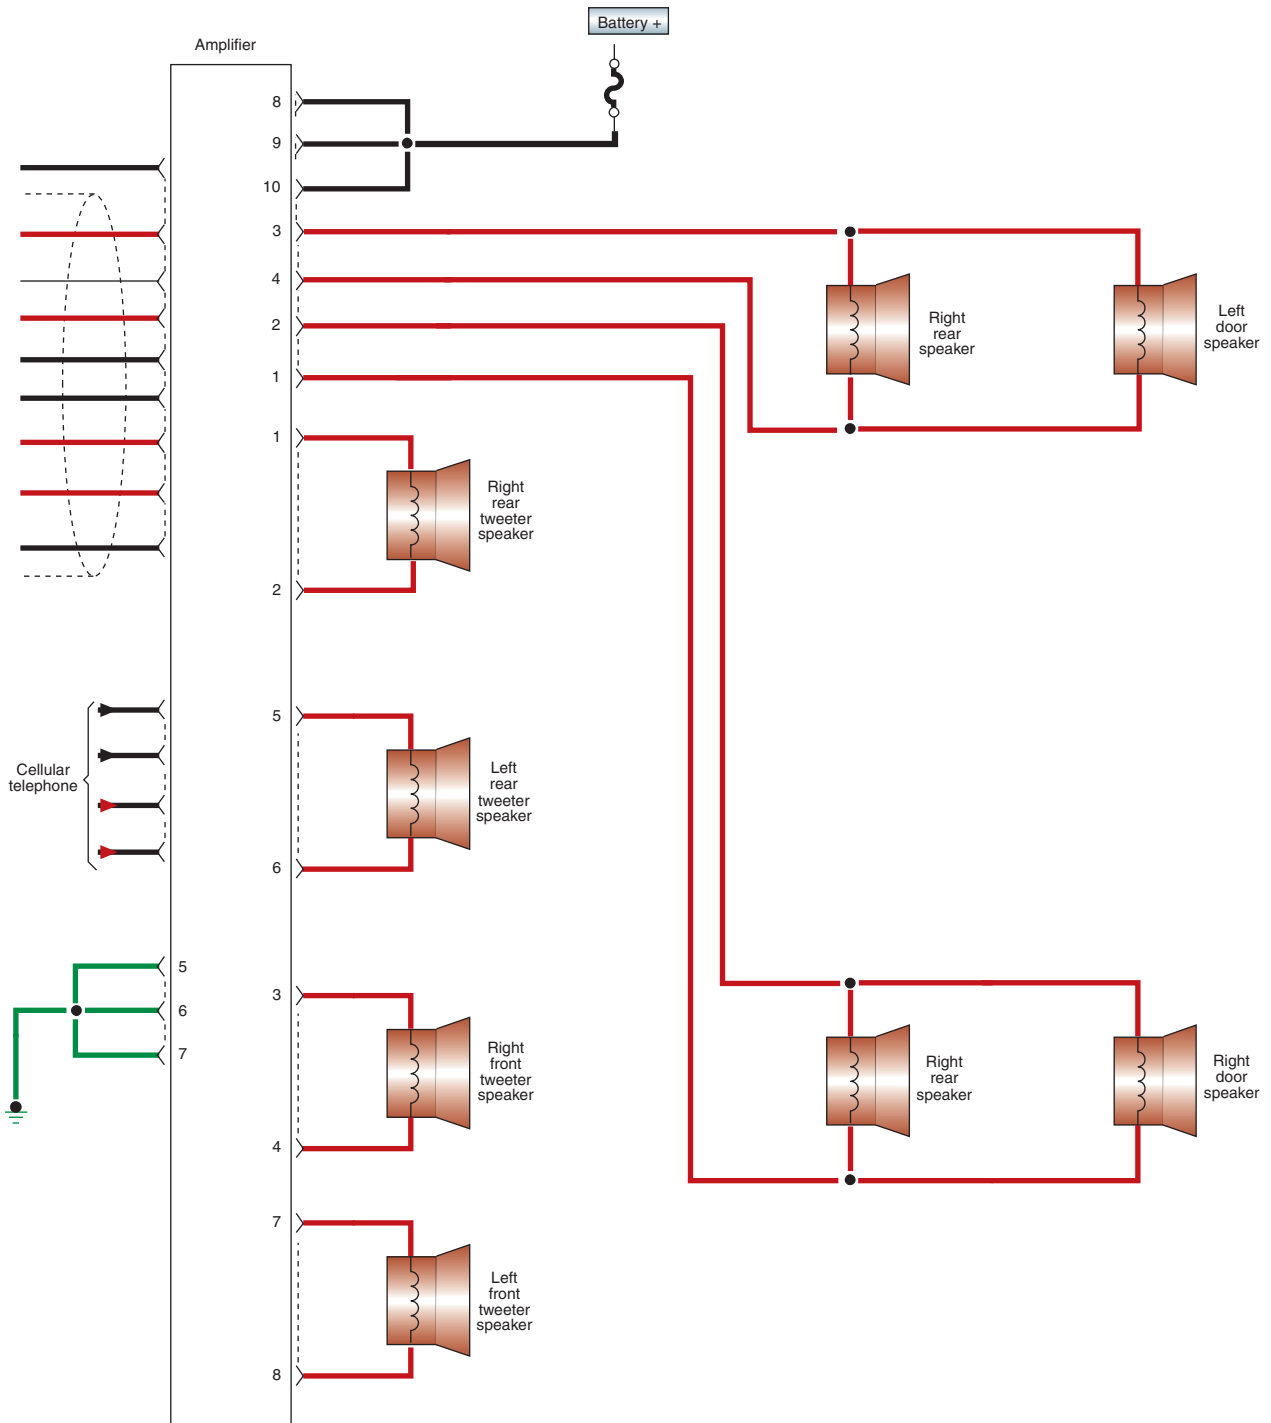 Battery +
Amplifier
8
9
10
3
4
2
1
Right
rear
speaker
Left
door
speaker
1
Right
rear
tweeter
speaker
2
Cellular
telephone
5
Left
rear
tweeter
speaker
6
5
6
7
3
Right
front
tweeter
speaker
4
Right
rear
speaker
Right
door
speaker
7
Left
front
tweeter
speaker
8